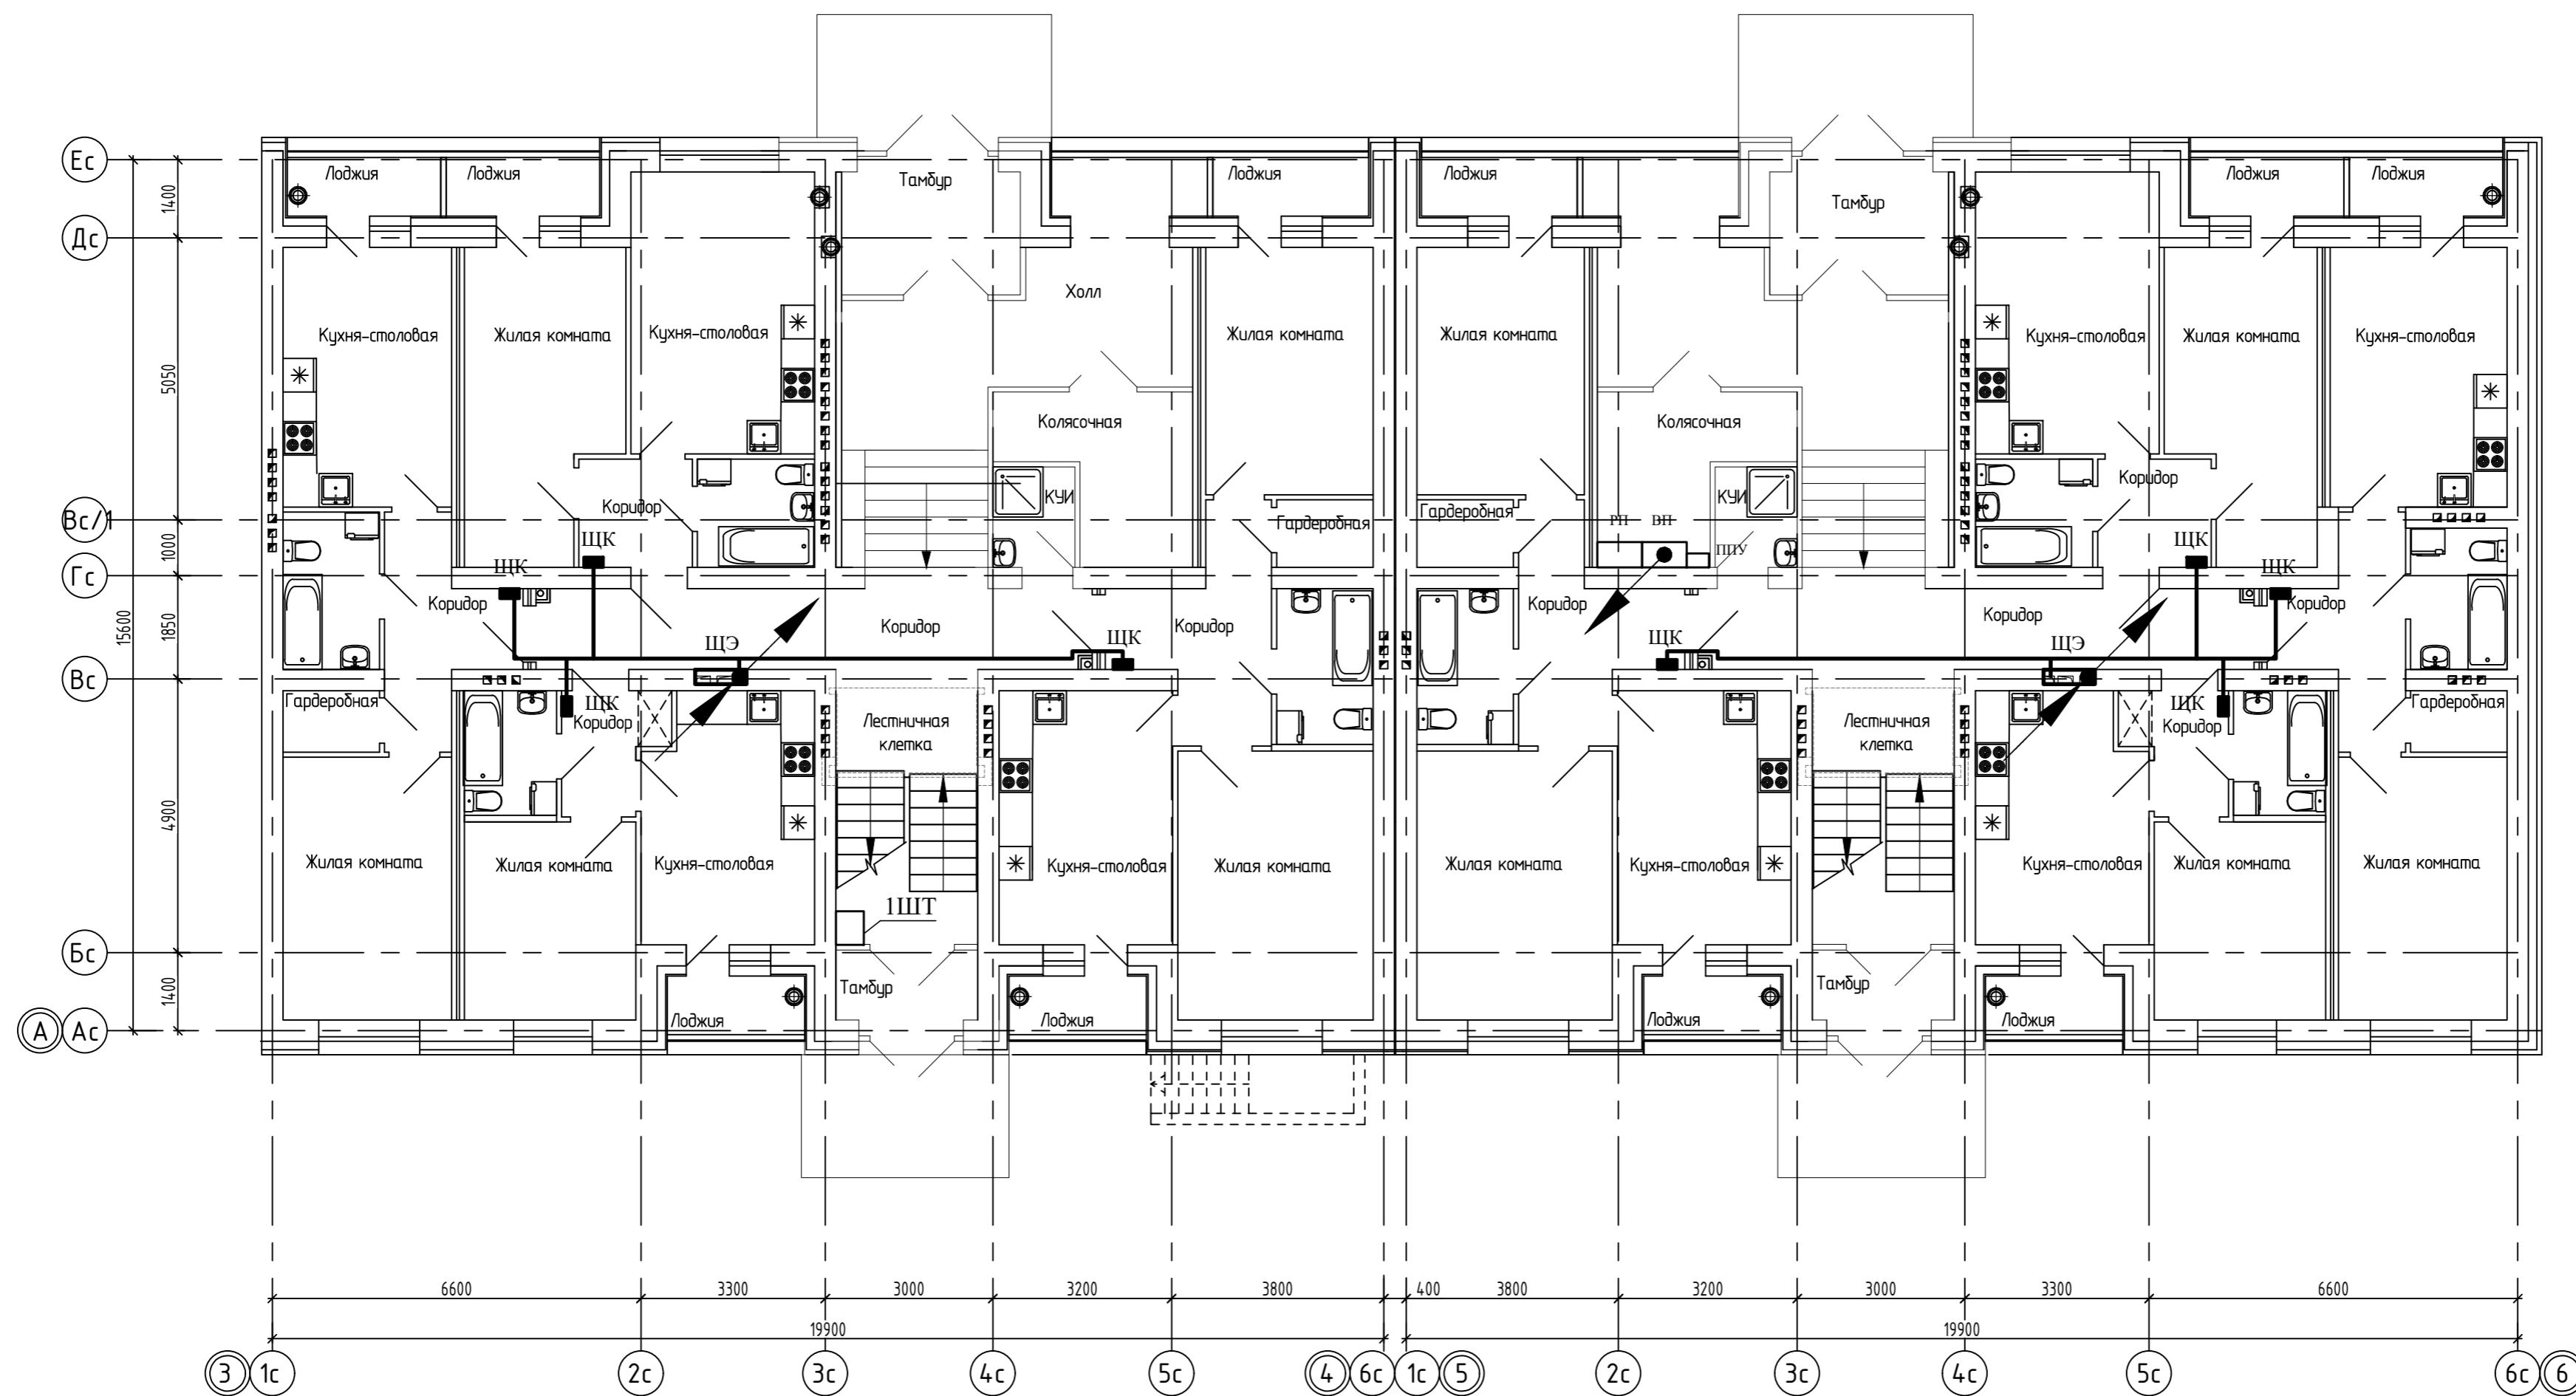 Ес
Лоджия
Лоджия
Тамбур
Лоджия
Лоджия
Тамбур
Лоджия
Лоджия
1400
Дс
Холл
Кухня-столовая
Жилая комната
Кухня-столовая
Жилая комната
Жилая комната
Кухня-столовая
Жилая комната
Кухня-столовая
5050
Колясочная
Колясочная
Коридор
КУИ
Гардеробная
Гардеробная
КУИ
Коридор
Вс/1
РП
ВП
ППУ
ЩК
ЩК
1000
Гс
ЩК
ЩК
Коридор
Коридор
Коридор
Коридор
Коридор
Коридор
15600
1850
ЩЭ
ЩК
ЩК
ЩЭ
Вс
Гардеробная
ЩК
Коридор
Лестничная
клетка
Лестничная
клетка
ЩК
Коридор
Гардеробная
4900
Жилая комната
Жилая комната
Кухня-столовая
Кухня-столовая
Жилая комната
Жилая комната
Кухня-столовая
Кухня-столовая
Жилая комната
Жилая комната
1ШТ
Бс
1400
Тамбур
Тамбур
А
Ас
Лоджия
Лоджия
Лоджия
Лоджия
6600
3300
3000
3200
3800
400
3800
3200
3000
3300
6600
19900
19900
3
1с
2с
3с
4с
5с
4
6с
1с
5
2с
3с
4с
5с
6с
6